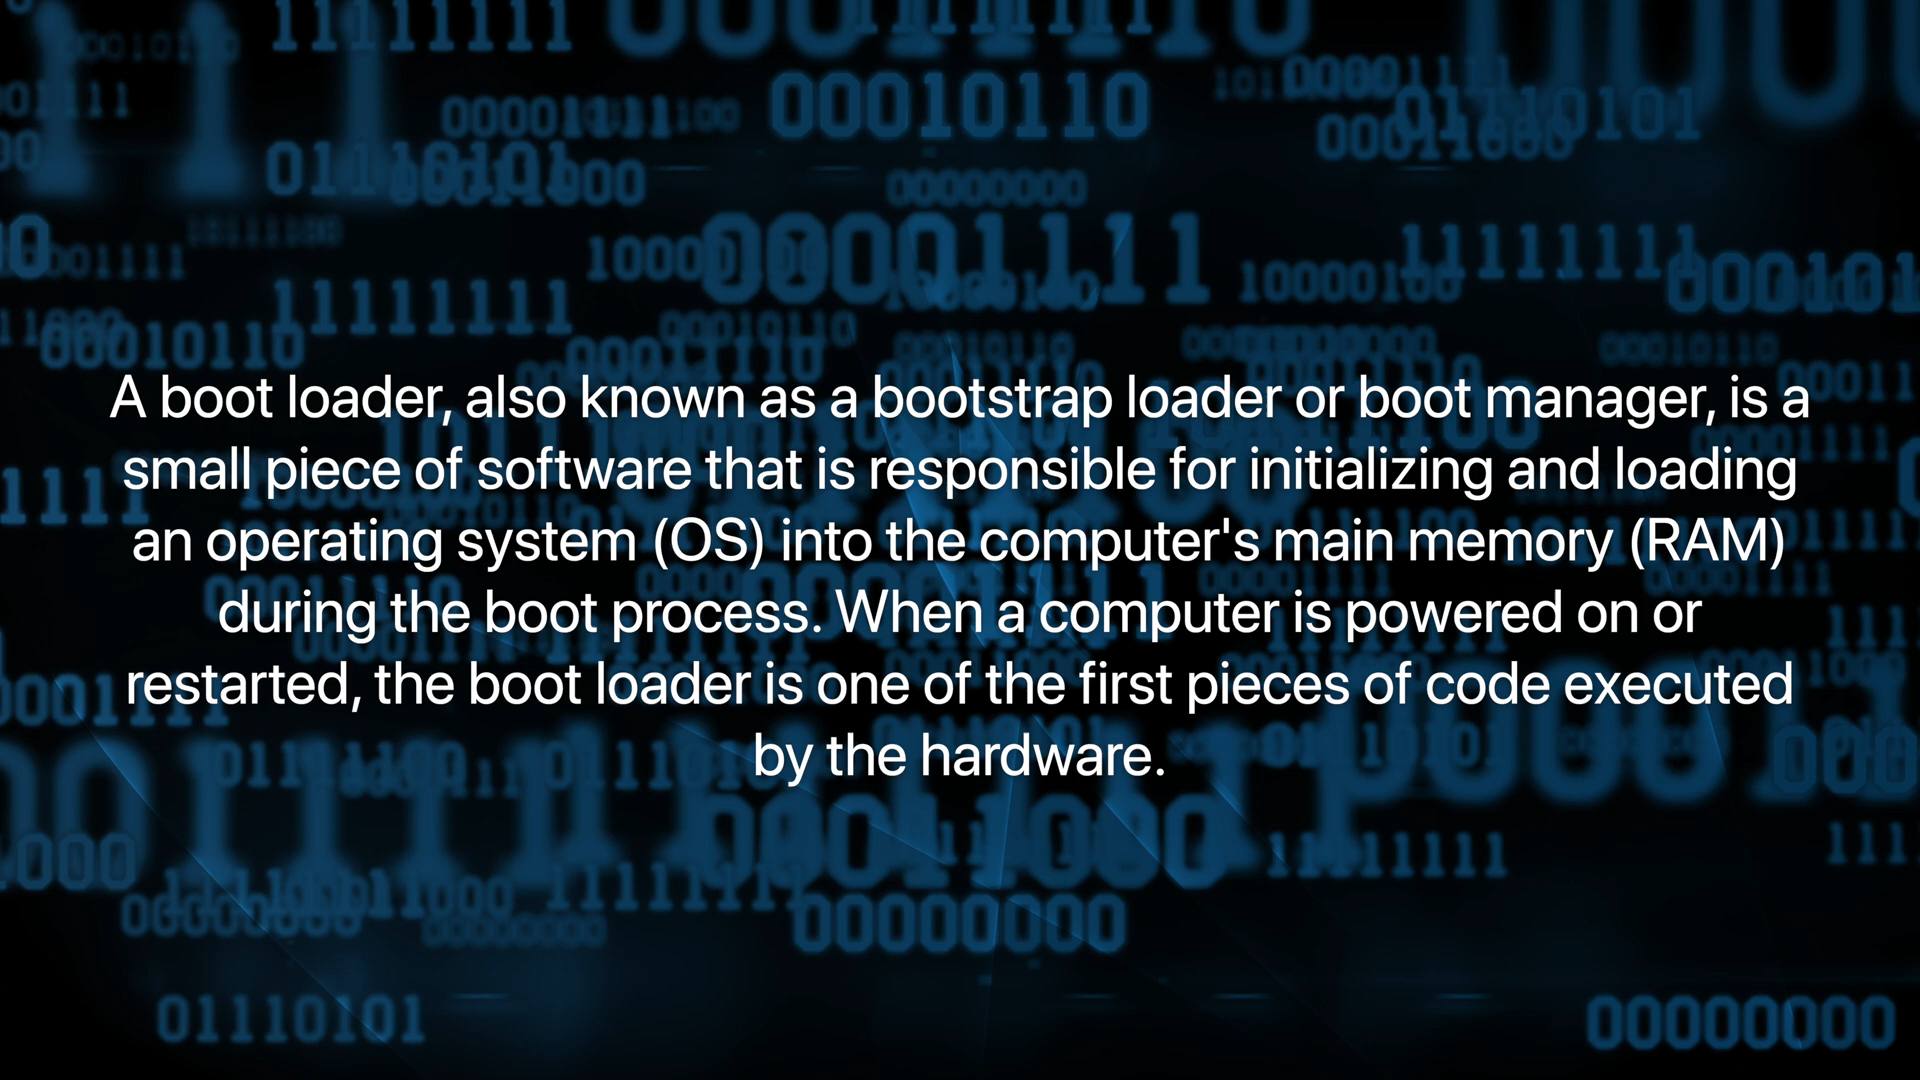 A boot loader, also known as a bootstrap loader or boot manager, is a
small piece of software that is responsible for initializing and loading
an operating system (OS) into the computer's main memory (RAM)
during the boot process. When a computer is powered on or
restarted, the boot loader is one of the first pieces of code executed
by the hardware.